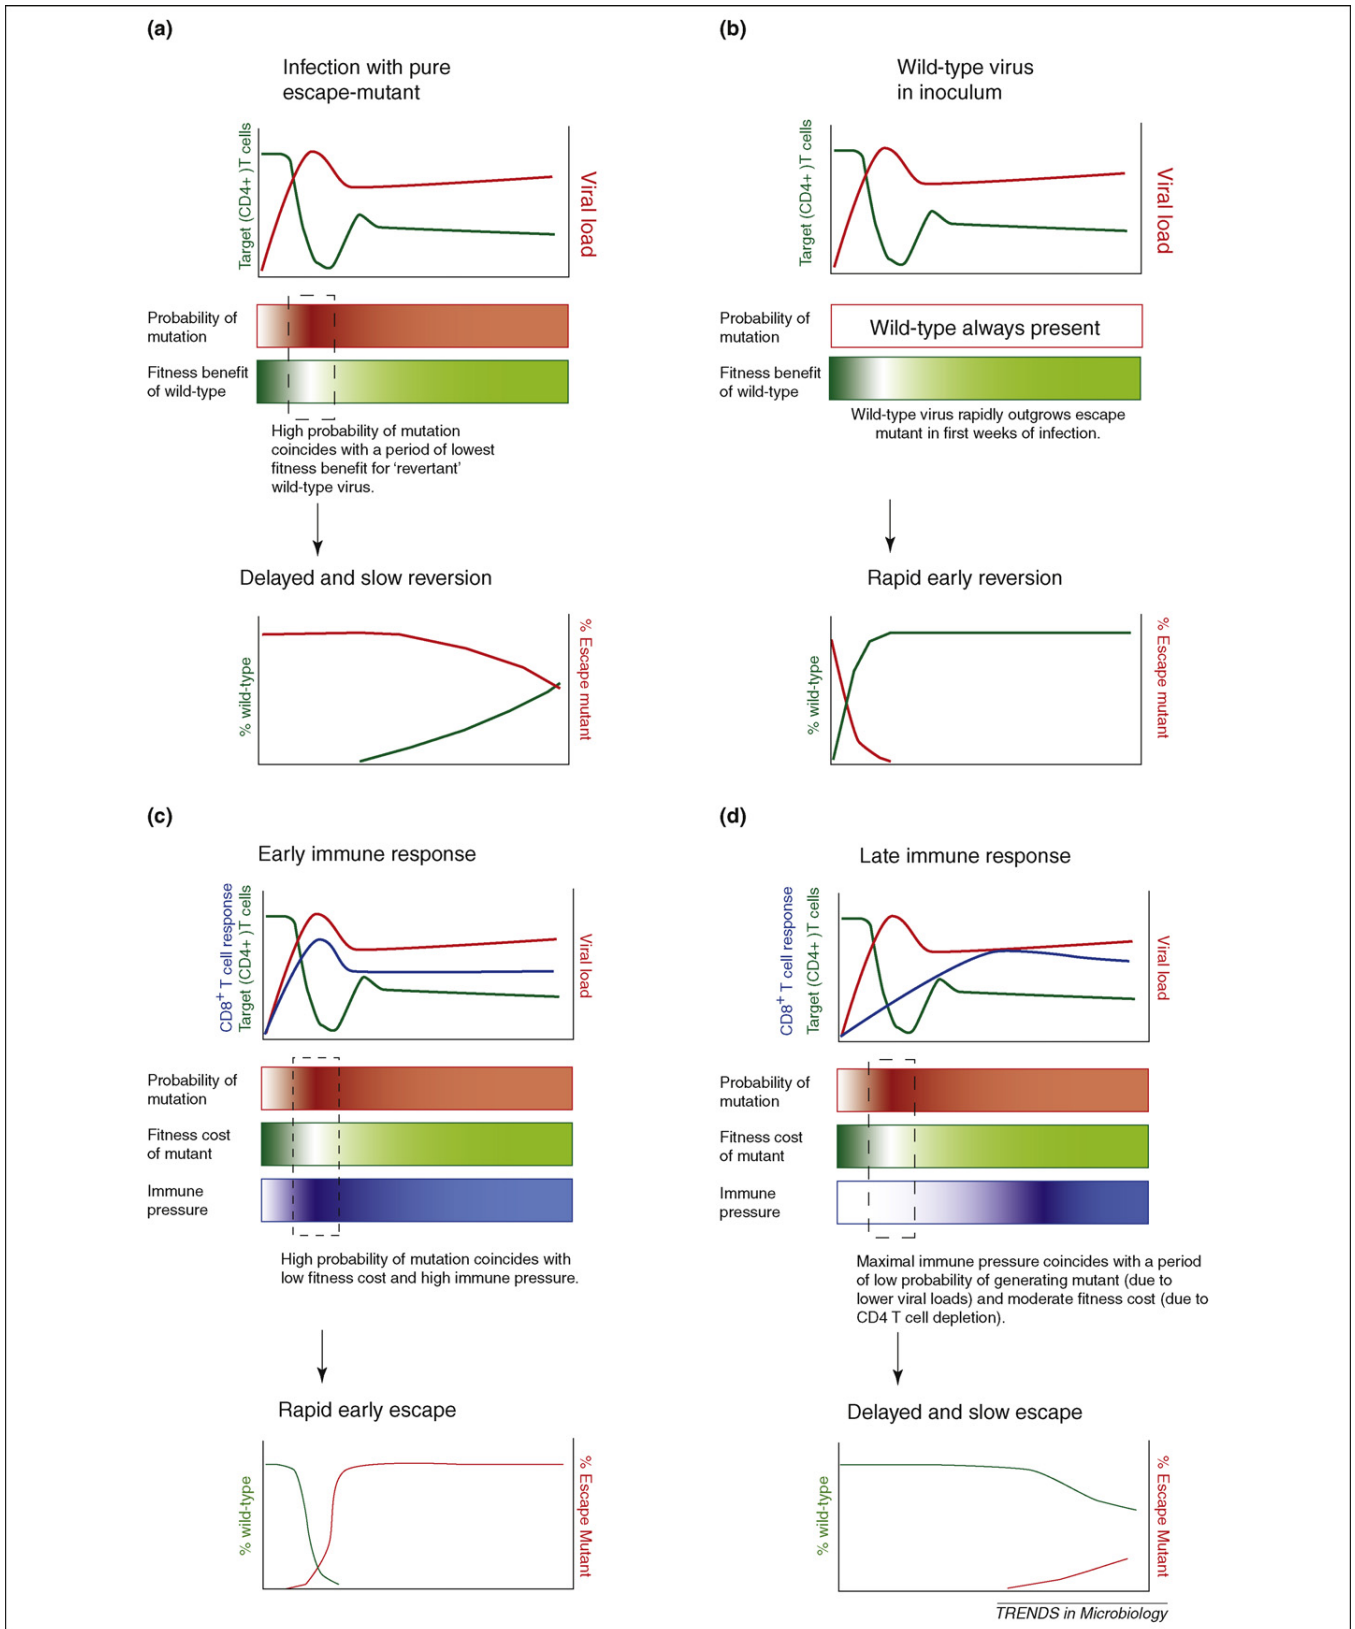 (a)
Infection with pure
escape-mutant
Target (CD4+ )T cells
Viral load
Probability of
mutation
Fitness benefit
of wild-type
High probability of mutation
coincides with a period of lowest
fitness benefit for ‘revertant’
wild-type virus.
Delayed and slow reversion
% wild-type
% Escape mutant
(b)
Wild-type virus
in inoculum
Target (CD4+ )T cells
Viral load
Probability of
mutation
Wild-type always present
Fitness benefit
of wild-type
Wild-type virus rapidly outgrows escape
mutant in first weeks of infection.
Rapid early reversion
% wild-type
% Escape mutant
(c)
Early immune response
CD8+ T cell response
Target (CD4+ )T cells
Viral load
Probability of
mutation
Fitness cost
of mutant
Immune
pressure
High probability of mutation coincides with
low fitness cost and high immune pressure.
Rapid early escape
% wild-type
% Escape Mutant
(d)
Late immune response
CD8+ T cell response
Target (CD4+ )T cells
Viral load
Probability of
mutation
Fitness cost
of mutant
Immune
pressure
Maximal immune pressure coincides with a period
of low probability of generating mutant (due to
lower viral loads) and moderate fitness cost (due to
CD4 T cell depletion).
Delayed and slow escape
% wild-type
% Escape Mutant
TRENDS in Microbiology